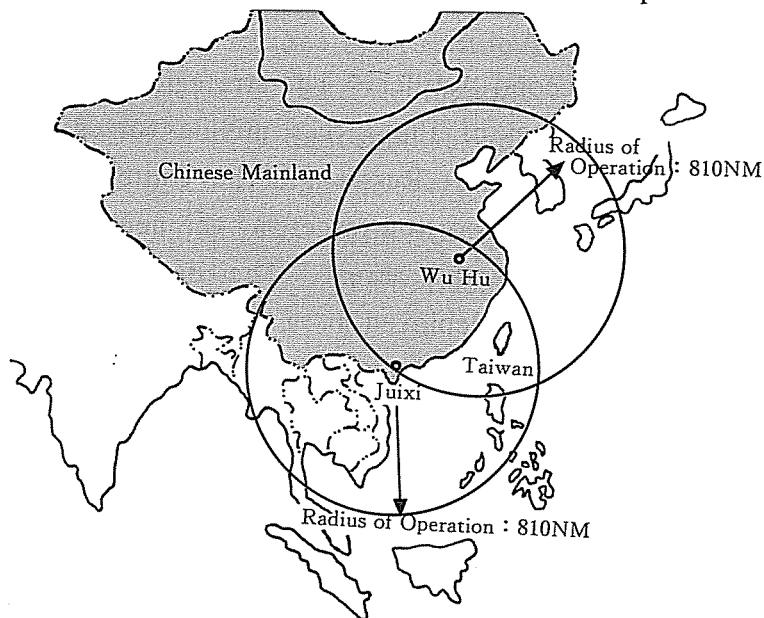 Radius of
Operation : 810NM
Chinese Mainland
Wu Hu
Taiwan
Juixi
Radius of Operation : 810NM